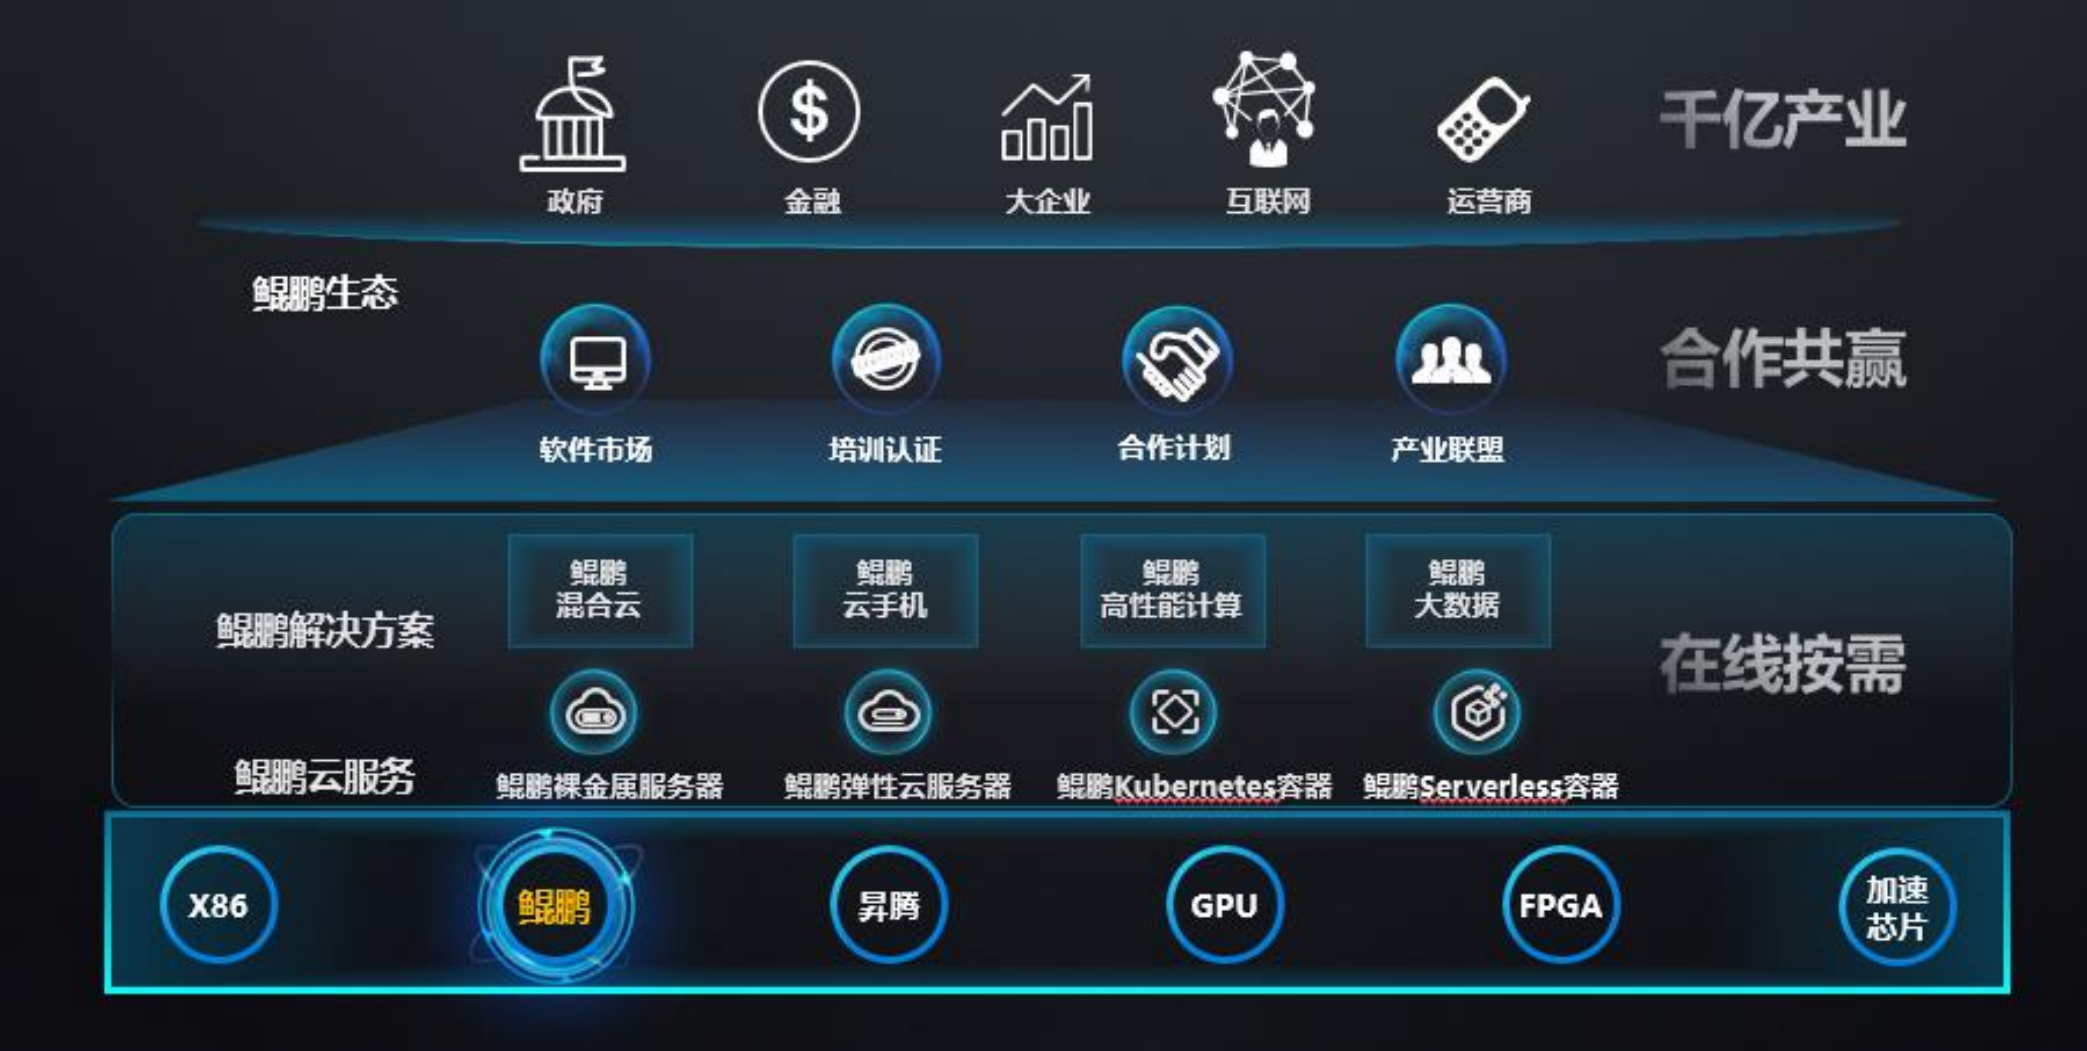 千亿产业
政府
金融
大企业
互联网
运营商
鲲鹏生态
合作共赢
软件市场
培训认证
合作计划
产业联盟
鲲鹏解决方案
鲲鹏
混合云
鲲鹏
云手机
鲲鹏
高性能计算
鲲鹏
大数据
在线按需
鲲鹏云服务
鲲鹏裸金属服务器
鲲鹏弹性云服务器
鲲鹏Kubernetes容器
鲲鹏Serverless容器
X86
鲲鹏
昇腾
GPU
FPGA
加速
芯片